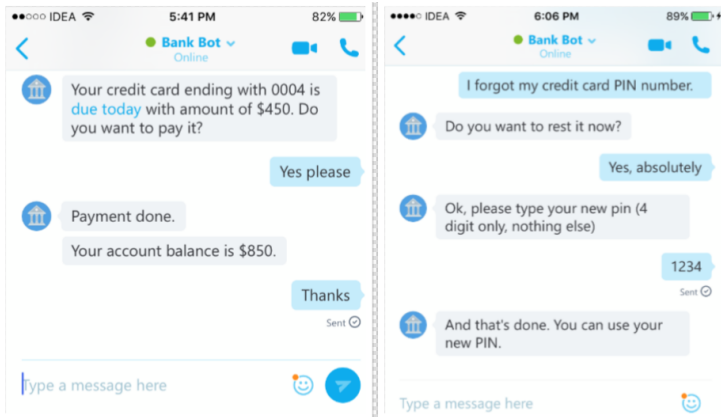 IDEA 5:41 PM 82%
Bank Bot
Online
Your credit card ending with 0004 is
due today with amount of $450. Do
you want to pay it?
Yes please
Payment done.
Your account balance is $850.
Thanks
Sent
Type a message here
IDEA 6:06 PM 89%
Bank Bot
Online
I forgot my credit card PIN number.
Do you want to rest it now?
Yes, absolutely
Ok, please type your new pin (4
digit only, nothing else)
1234
Sent
And that's done. You can use your
new PIN.
Type a message here